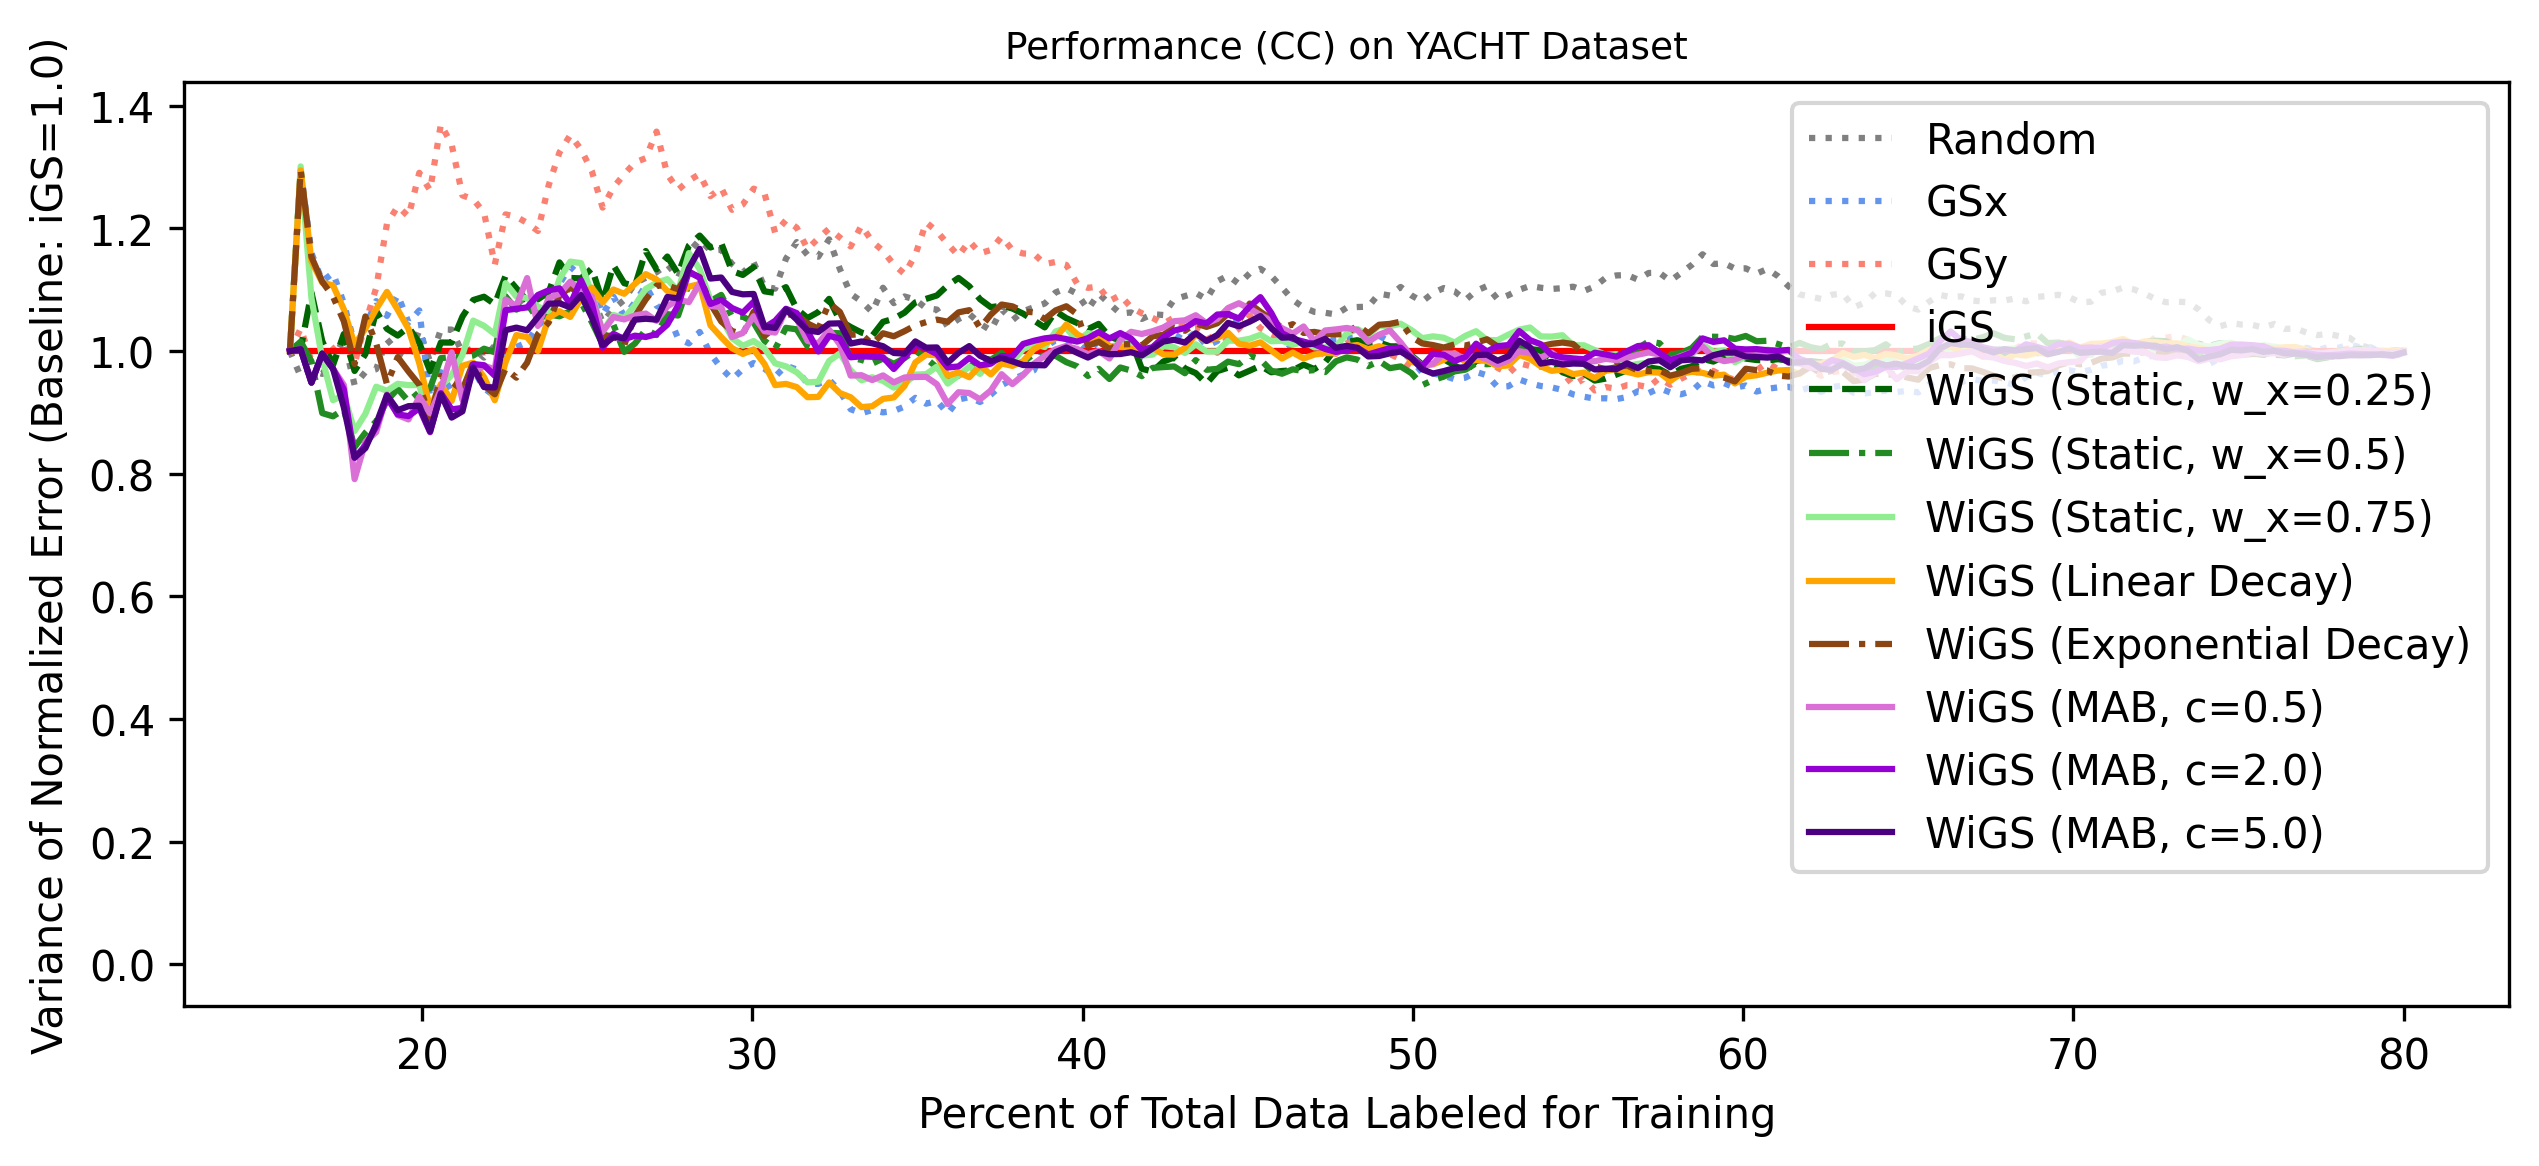 Performance (CC) on YACHT Dataset
Variance of Normalized Error (Baseline: iGS=1.0)
1.4
1.2
1.0
0.8
0.6
0.4
0.2
0.0
Random
GSx
GSy
iGS
WiGS (Static, w_x=0.25)
WiGS (Static, w_x=0.5)
WiGS (Static, w_x=0.75)
WiGS (Linear Decay)
WiGS (Exponential Decay)
WiGS (MAB, c=0.5)
WiGS (MAB, c=2.0)
WiGS (MAB, c=5.0)
20 30 40 50 60 70 80
Percent of Total Data Labeled for Training